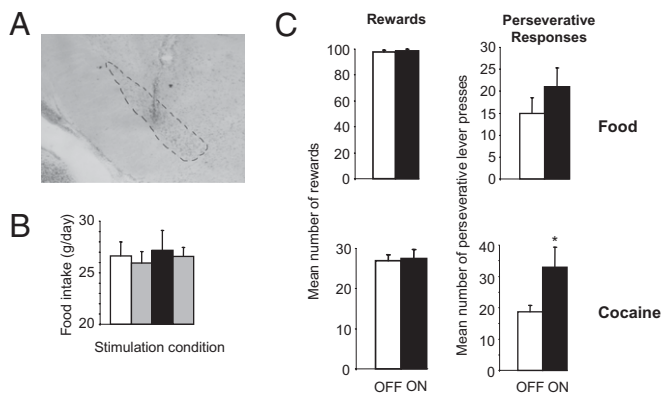 A
B
Food intake (g/day)
30
25
20
Stimulation condition
C
Rewards
Perseverative
Responses
Mean number of rewards
100
80
60
40
20
0
Mean number of perseverative lever presses
30
25
20
15
10
5
0
Food
30
20
10
0
OFF ON
40
30
20
10
0
*
OFF ON
Cocaine